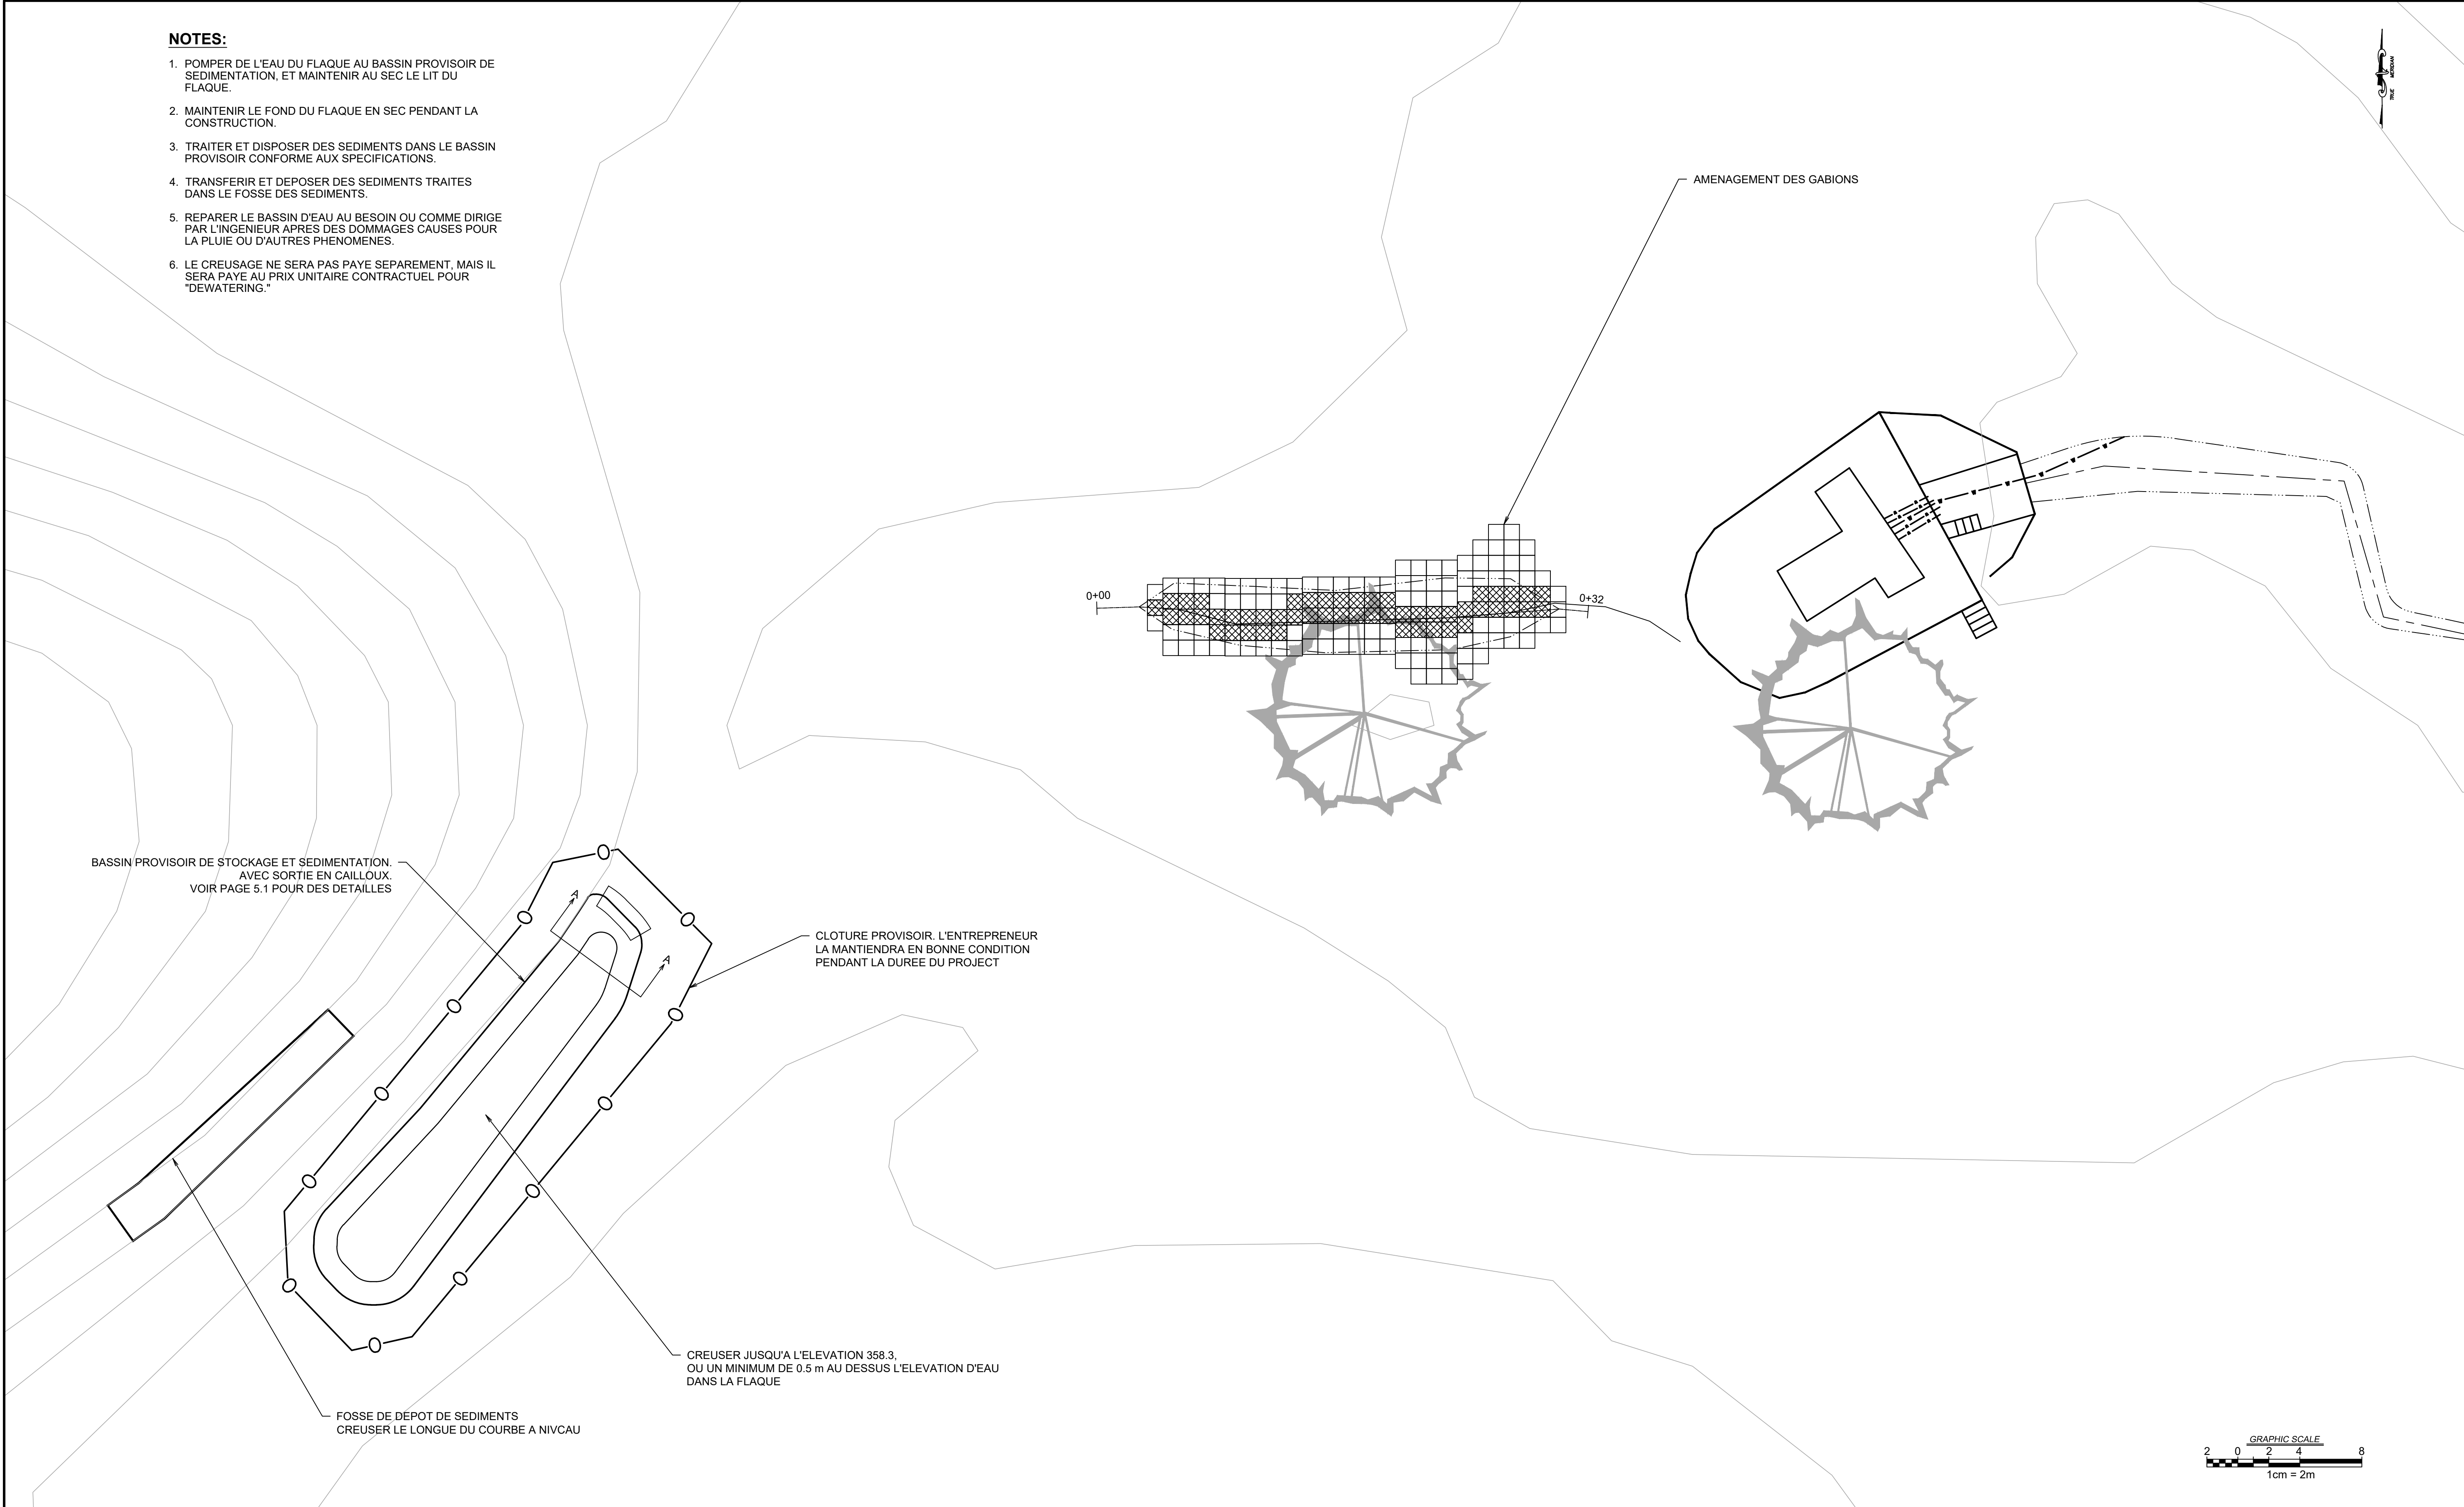 NOTES:
1. POMPER DE L'EAU DU FLAQUE AU BASSIN PROVISOIR DE
SEDIMENTATION, ET MAINTENIR AU SEC LE LIT DU
FLAQUE.
2. MAINTENIR LE FOND DU FLAQUE EN SEC PENDANT LA
CONSTRUCTION.
3. TRAITER ET DISPOSER DES SEDIMENTS DANS LE BASSIN
PROVISOIR CONFORME AUX SPECIFICATIONS.
4. TRANSFERIR ET DEPOSER DES SEDIMENTS TRAITES
DANS LE FOSSE DES SEDIMENTS.
5. REPARER LE BASSIN D'EAU AU BESOIN OU COMME DIRIGE
PAR L'INGENIEUR APRES DES DOMMAGES CAUSES POUR
LA PLUIE OU D'AUTRES PHENOMENES.
6. LE CREUSAGE NE SERA PAS PAYE SEPAREMENT, MAIS IL
SERA PAYE AU PRIX UNITAIRE CONTRACTUEL POUR
"DEWATERING."
TRUE MERIDIAN
AMENAGEMENT DES GABIONS
0+00
0+32
BASSIN PROVISOIR DE STOCKAGE ET SEDIMENTATION.
AVEC SORTIE EN CAILLOUX.
VOIR PAGE 5.1 POUR DES DETAILLES
A
A
CLOTURE PROVISOIR. L'ENTREPRENEUR
LA MANTIENDRA EN BONNE CONDITION
PENDANT LA DUREE DU PROJECT
CREUSER JUSQU'A L'ELEVATION 358.3,
OU UN MINIMUM DE 0.5 m AU DESSUS L'ELEVATION D'EAU
DANS LA FLAQUE
FOSSE DE DEPOT DE SEDIMENTS
CREUSER LE LONGUE DU COURBE A NIVCAU
GRAPHIC SCALE
2 0 2 4 8
1cm = 2m